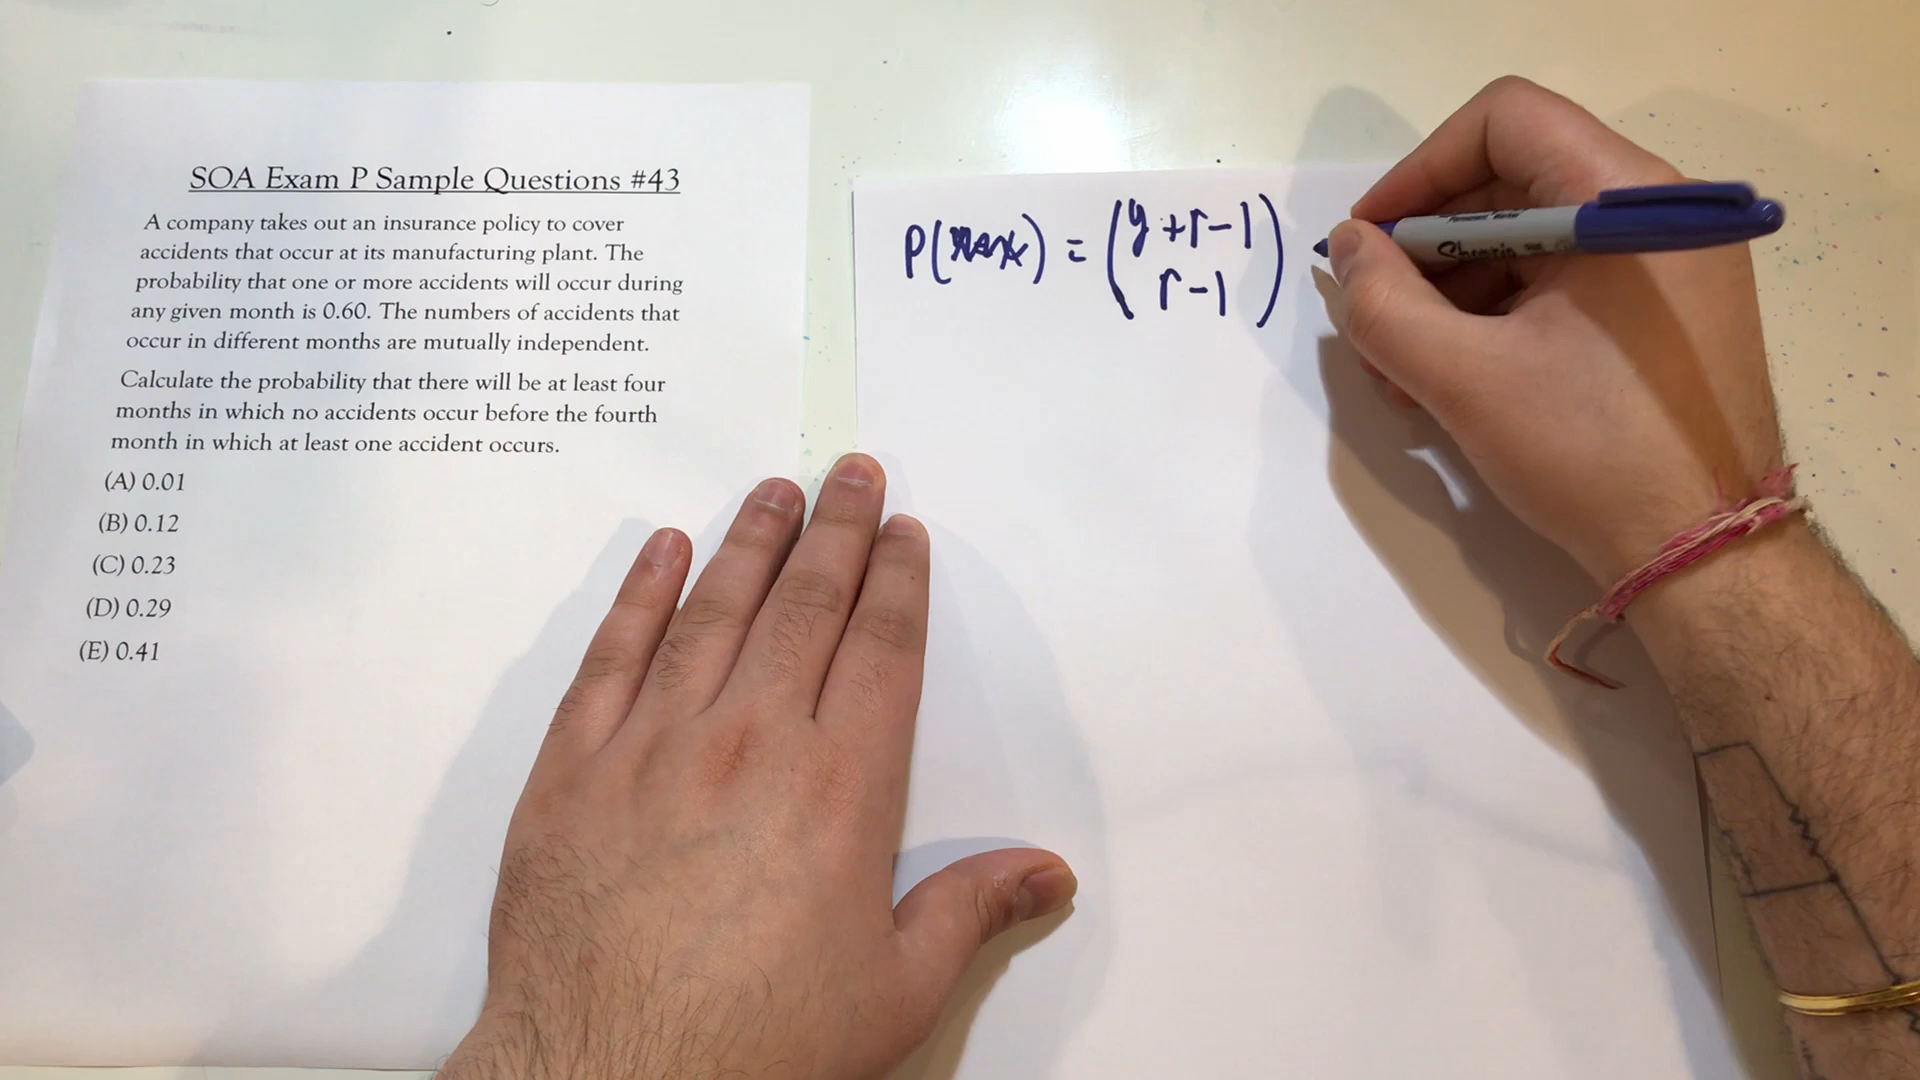 SOA Exam P Sample Questions #43
A company takes out an insurance policy to cover
accidents that occur at its manufacturing plant. The
probability that one or more accidents will occur during
any given month is 0.60. The numbers of accidents that
occur in different months are mutually independent.
Calculate the probability that there will be at least four
months in which no accidents occur before the fourth
month in which at least one accident occurs.
(A) 0.01
(B) 0.12
(C) 0.23
(D) 0.29
(E) 0.41
P( ) = (y+r-1
r-1)
Sharpie